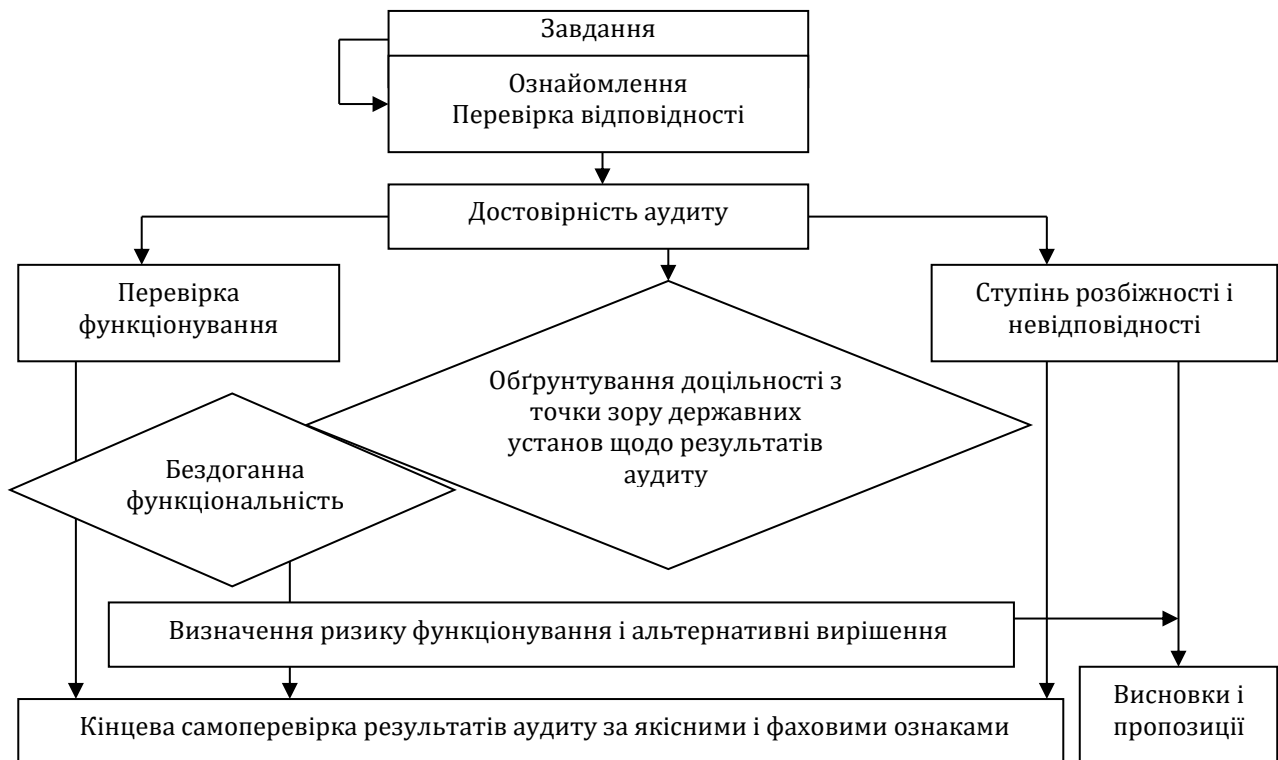 Завдання
Ознайомлення
Перевірка відповідності
Достовірність аудиту
Перевірка
функціонування
Ступінь розбіжності і
невідповідності
Обґрунтування доцільності з
точки зору державних
установ щодо результатів
аудиту
Бездоганна
функціональність
Визначення ризику функціонування і альтернативні вирішення
Висновки і
пропозиції
Кінцева самоперевірка результатів аудиту за якісними і фаховими ознаками